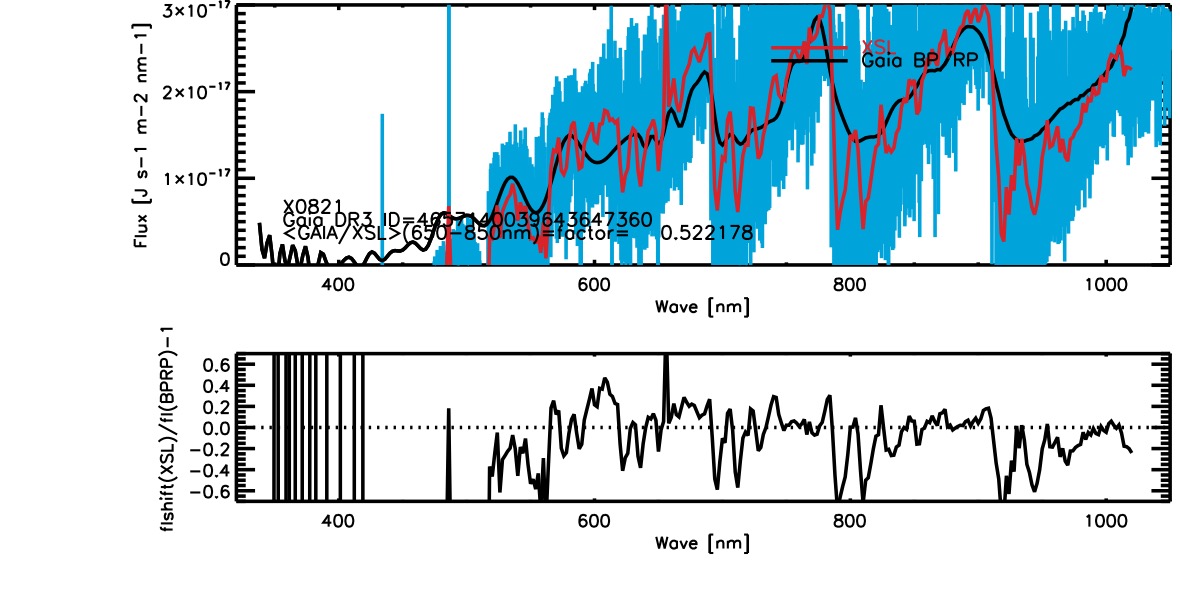 3×10⁻¹⁷
2×10⁻¹⁷
1×10⁻¹⁷
0
Flux [J s−1 m−2 nm−1]
XSL
Gaia BP/RP
X0821
Gaia DR3
<GAIA/XSL>(650−850nm)=factor= 0.522178
400 600 800 1000
Wave [nm]
0.6
0.4
0.2
0.0
−0.2
−0.4
−0.6
flshift(XSL)/fl(BPRP)−1
400 600 800 1000
Wave [nm]